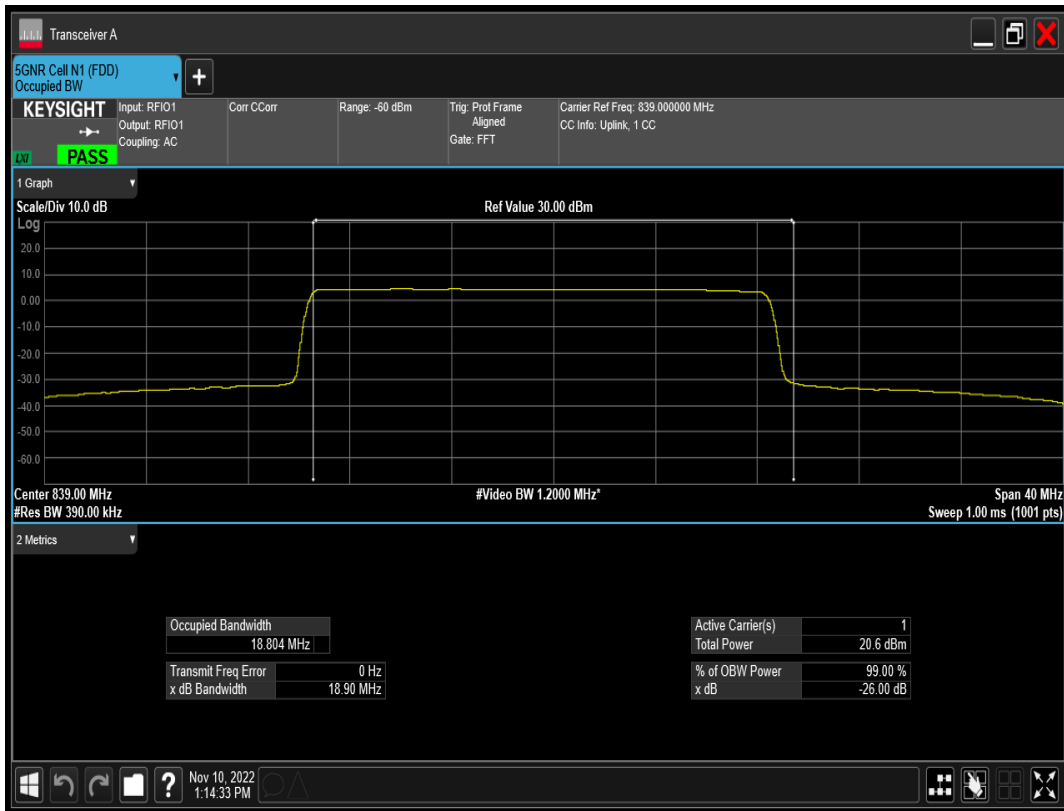 Transceiver A
5GNR Cell N1 (FDD)
Occupied BW
KEYSIGHT
LXI
PASS
Input: RFIO1
Output: RFIO1
Coupling: AC
Corr CCorr
Range: -60 dBm
Trig: Prot Frame
Aligned
Gate: FFT
Carrier Ref Freq: 839.000000 MHz
CC Info: Uplink, 1 CC
1 Graph
Scale/Div 10.0 dB
Ref Value 30.00 dBm
Log
20.0
10.0
0.00
-10.0
-20.0
-30.0
-40.0
-50.0
-60.0
Center 839.00 MHz
#Video BW 1.2000 MHz*
Span 40 MHz
#Res BW 390.00 kHz
Sweep 1.00 ms (1001 pts)
2 Metrics
Occupied Bandwidth
18.804 MHz
Transmit Freq Error 0 Hz
x dB Bandwidth 18.90 MHz
Active Carrier(s) 1
Total Power 20.6 dBm
% of OBW Power 99.00 %
x dB -26.00 dB
?
Nov 10, 2022
1:14:33 PM